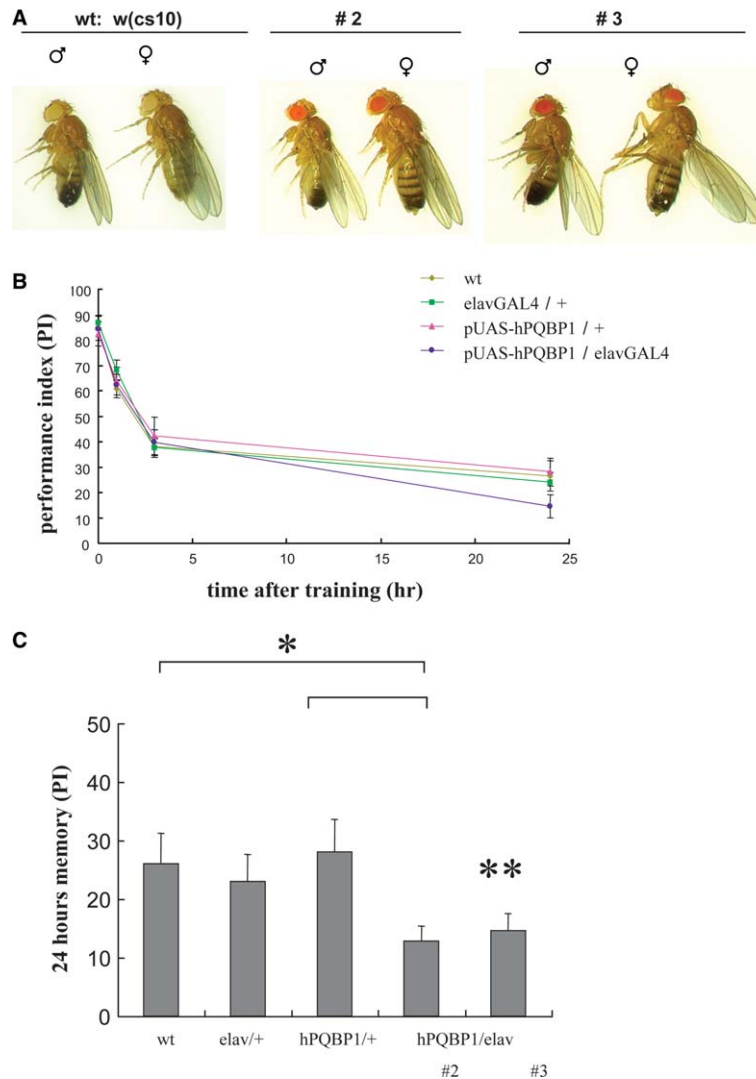 A
wt: w(cs10)
# 2
# 3
♂ ♀ ♂ ♀ ♂ ♀
B
performance index (PI)
100
90
80
70
60
50
40
30
20
10
0
0 5 10 15 20 25
time after training (hr)
wt
elavGAL4 / +
pUAS-hPQBP1 / +
pUAS-hPQBP1 / elavGAL4
C
*
24 hours memory (PI)
50
40
30
20
10
0
**
wt elav/+ hPQBP1/+ hPQBP1/elav
#2 #3